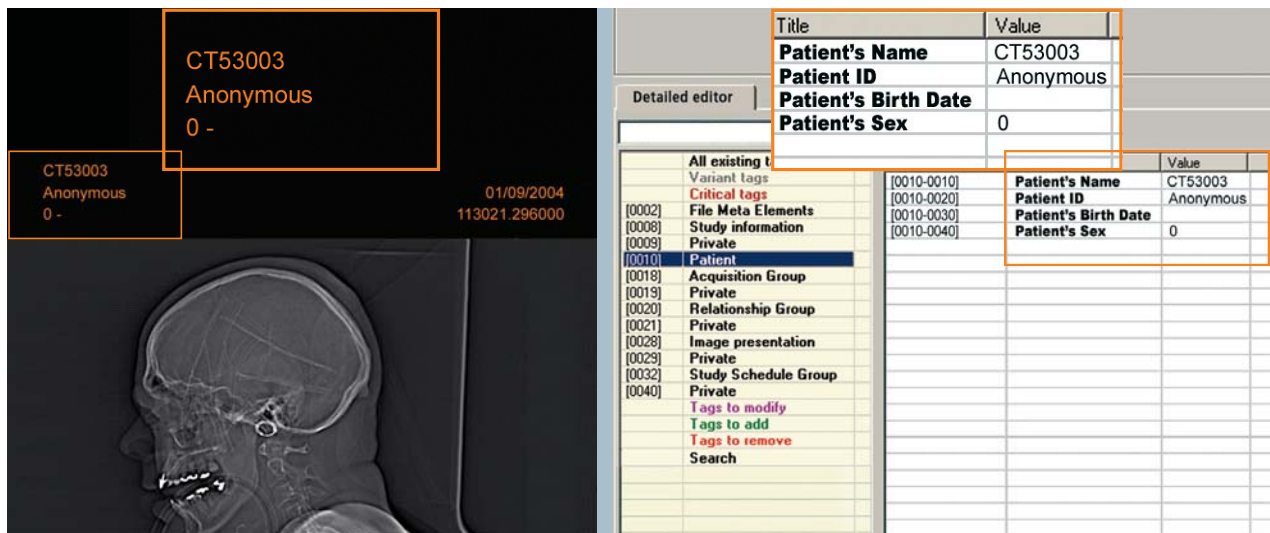 CT53003
Anonymous
0 -
CT53003
Anonymous
0 -
01/09/2004
113021.296000
Title Value
Patient's Name CT53003
Patient ID Anonymous
Patient's Birth Date
Patient's Sex 0
Detailed editor
All existing t
Variant tags
Critical tags
[0002] File Meta Elements
[0008] Study information
[0009] Private
[0010] Patient
[0018] Acquisition Group
[0019] Private
[0020] Relationship Group
[0021] Private
[0028] Image presentation
[0029] Private
[0032] Study Schedule Group
[0040] Private
Tags to modify
Tags to add
Tags to remove
Search
Value
[0010-0010] Patient's Name CT53003
[0010-0020] Patient ID Anonymous
[0010-0030] Patient's Birth Date
[0010-0040] Patient's Sex 0